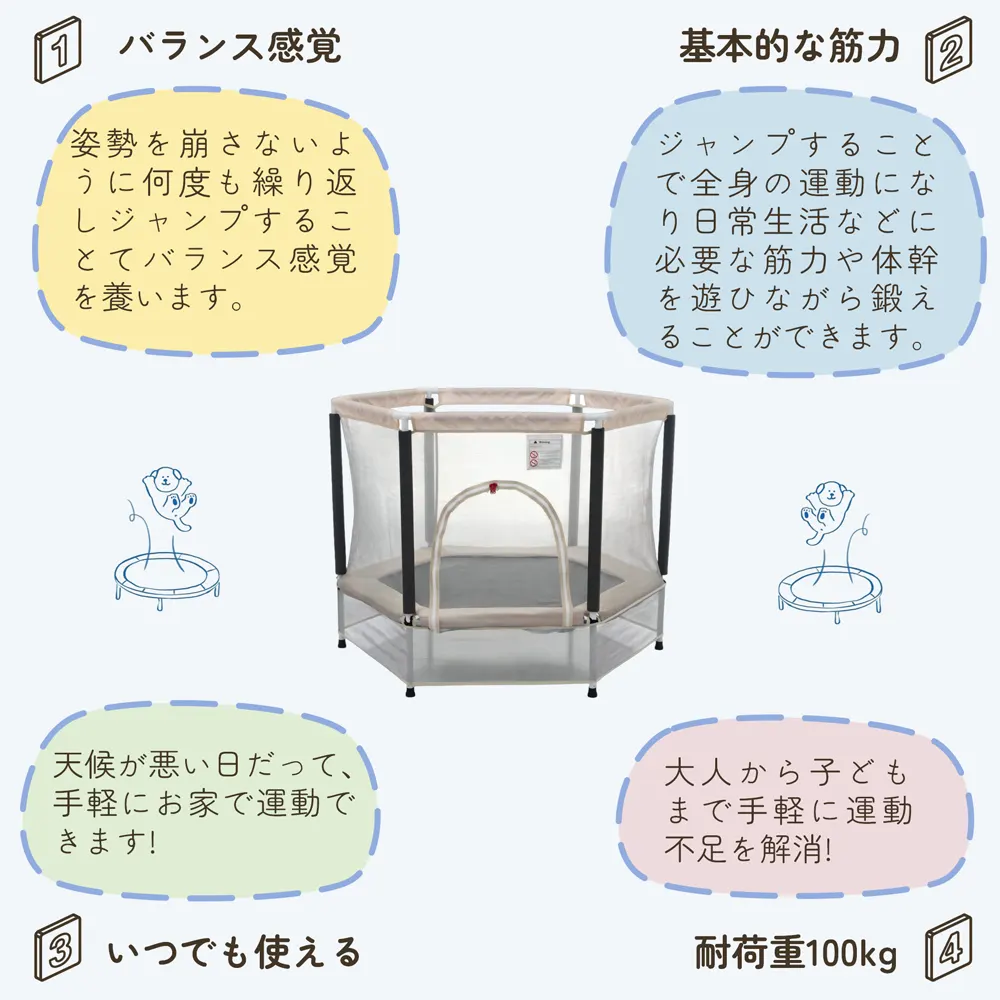 1 バランス感覚
姿勢を崩さないよ
うに何度も繰り返
しジャンプするこ
とてバランス感覚
を養います。
基本的な筋力 2
ジャンプすること
で全身の運動にな
り日常生活などに
必要な筋力や体幹
を遊ひながら鍛え
ることができます。
天候が悪い日だって、
手軽にお家で運動で
きます!
3 いつでも使える
大人から子ども
まで手軽に運動
不足を解消!
耐荷重100kg 4